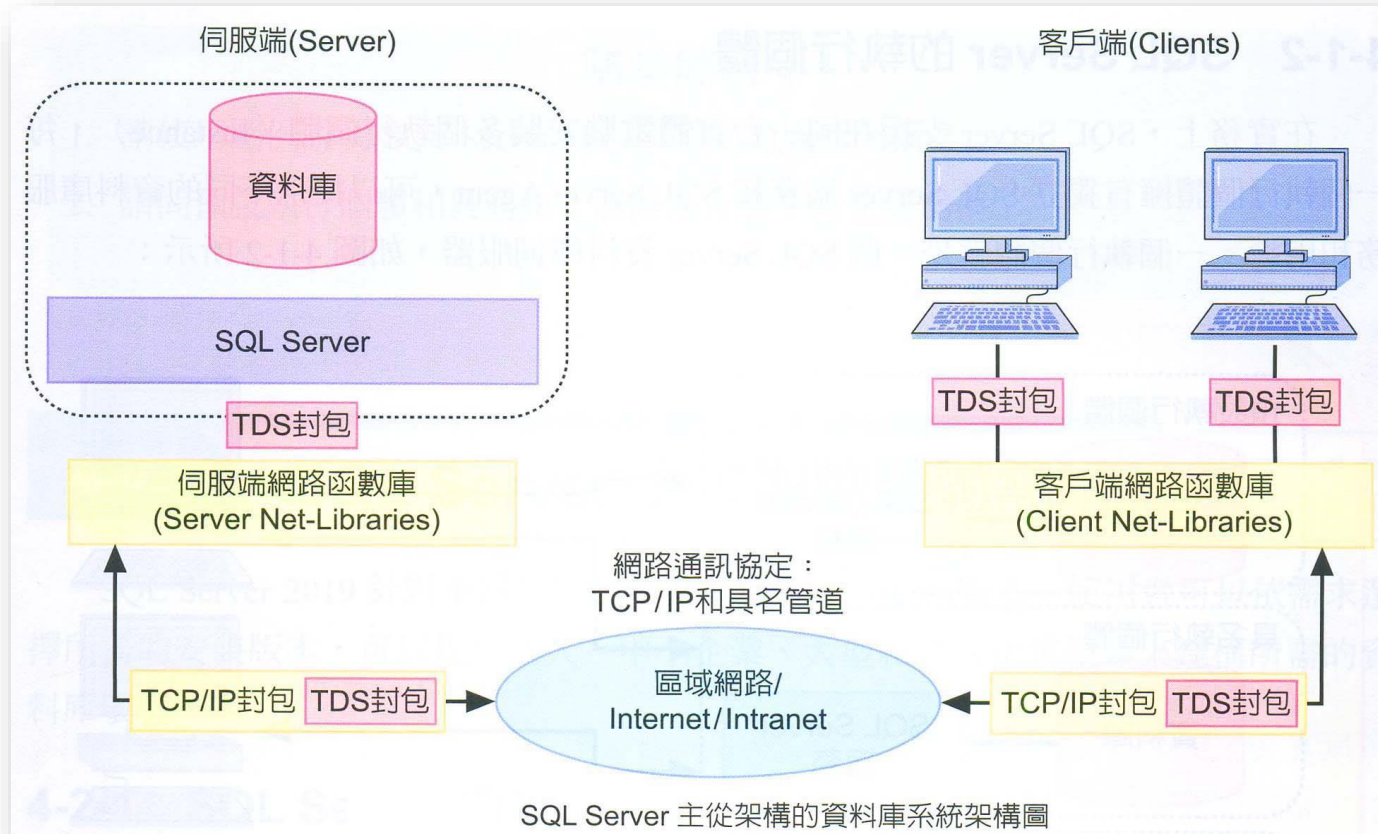 伺服端(Server)
客戶端(Clients)
資料庫
SQL Server
TDS封包
TDS封包
TDS封包
伺服端網路函數庫
(Server Net-Libraries)
客戶端網路函數庫
(Client Net-Libraries)
網路通訊協定：
TCP/IP和具名管道
TCP/IP封包 TDS封包
區域網路/
Internet/Intranet
TCP/IP封包 TDS封包
SQL Server 主從架構的資料庫系統架構圖